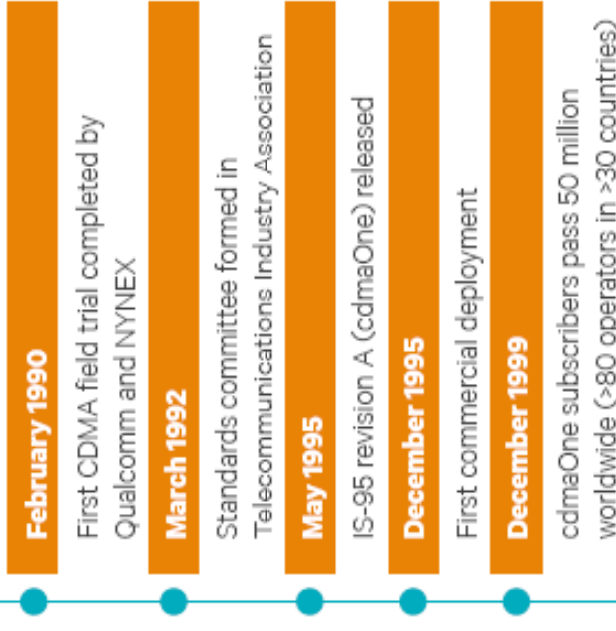 February 1990
First CDMA field trial completed by
Qualcomm and NYNEX
March 1992
Standards committee formed in
Telecommunications Industry Association
May 1995
IS-95 revision A (cdmaOne) released
December 1995
First commercial deployment
December 1999
cdmaOne subscribers pass 50 million
worldwide (>80 operators in >30 countries)